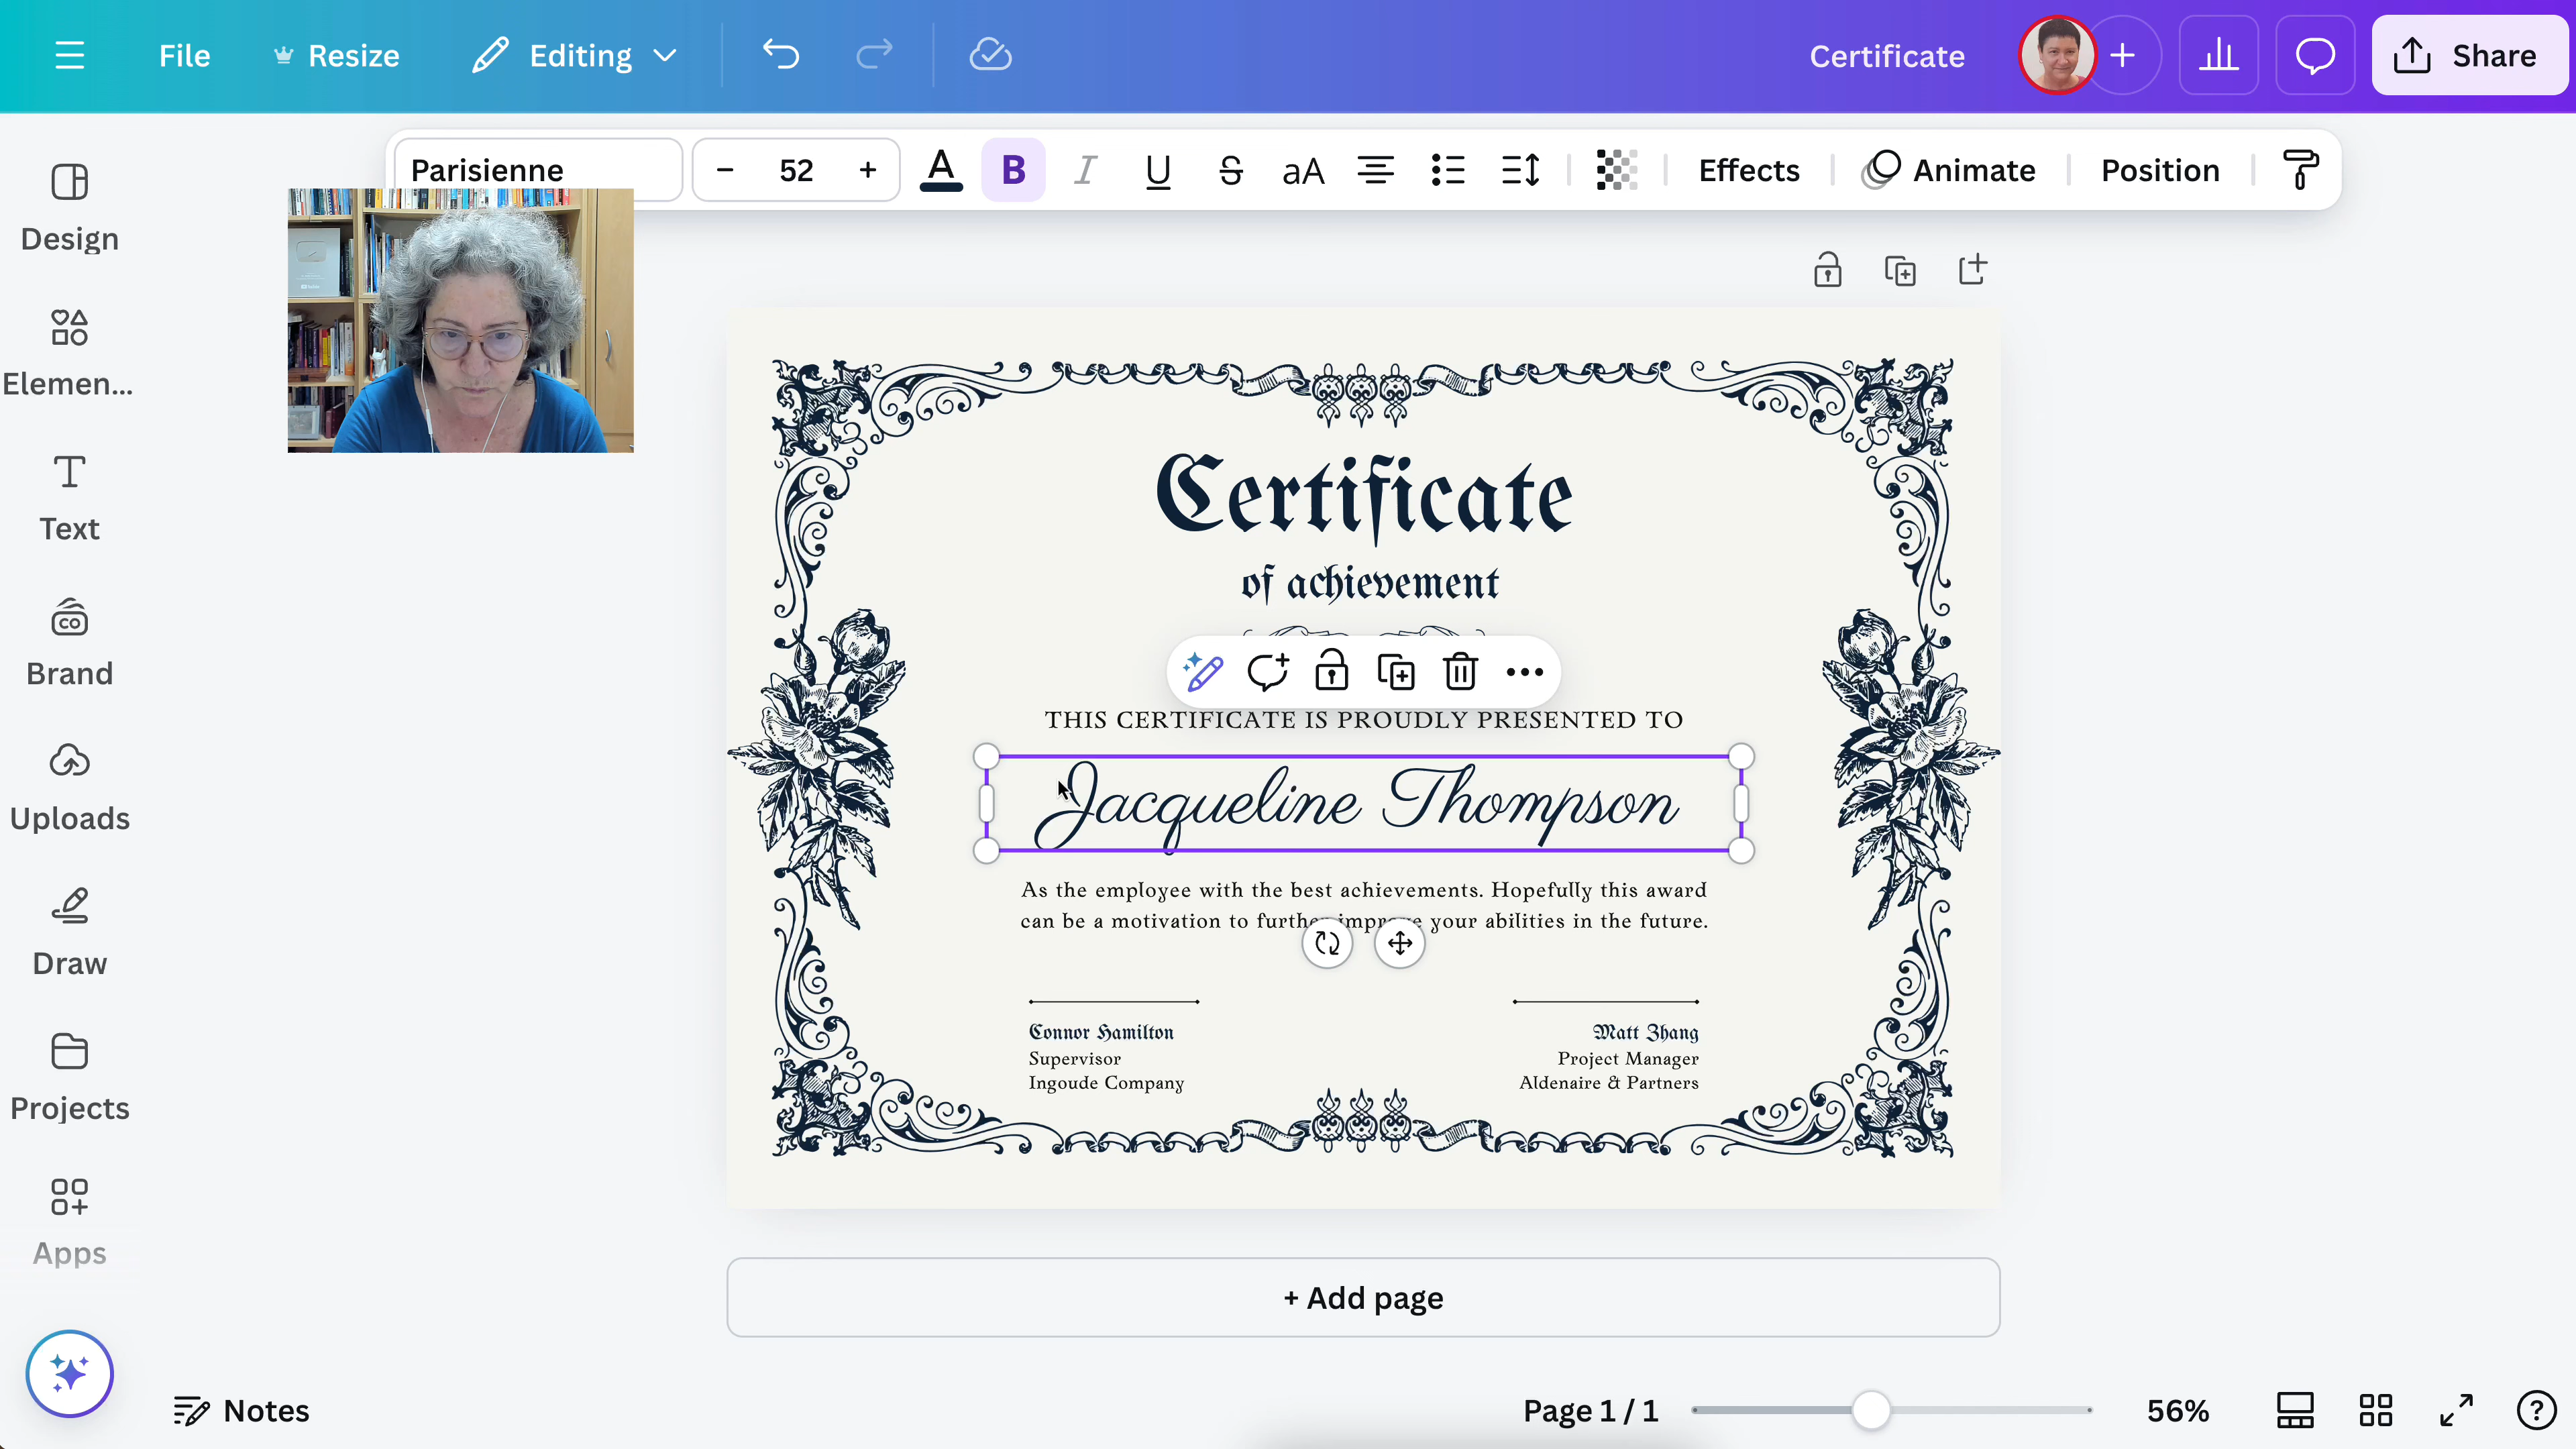 File
Resize
Editing
Certificate
Share
Parisienne
52
A
B
I
U
S
aA
Effects
Animate
Position
Design
Elemen...
Text
Brand
Uploads
Draw
Projects
Apps
Certificate
of achievement
THIS CERTIFICATE IS PROUDLY PRESENTED TO
Jacqueline Thompson
As the employee with the best achievements. Hopefully this award
can be a motivation to further improve your abilities in the future.
Connor Hamilton
Supervisor
Ingoude Company
Matt Zhang
Project Manager
Aldenaire & Partners
+ Add page
Notes
Page 1 / 1
56%